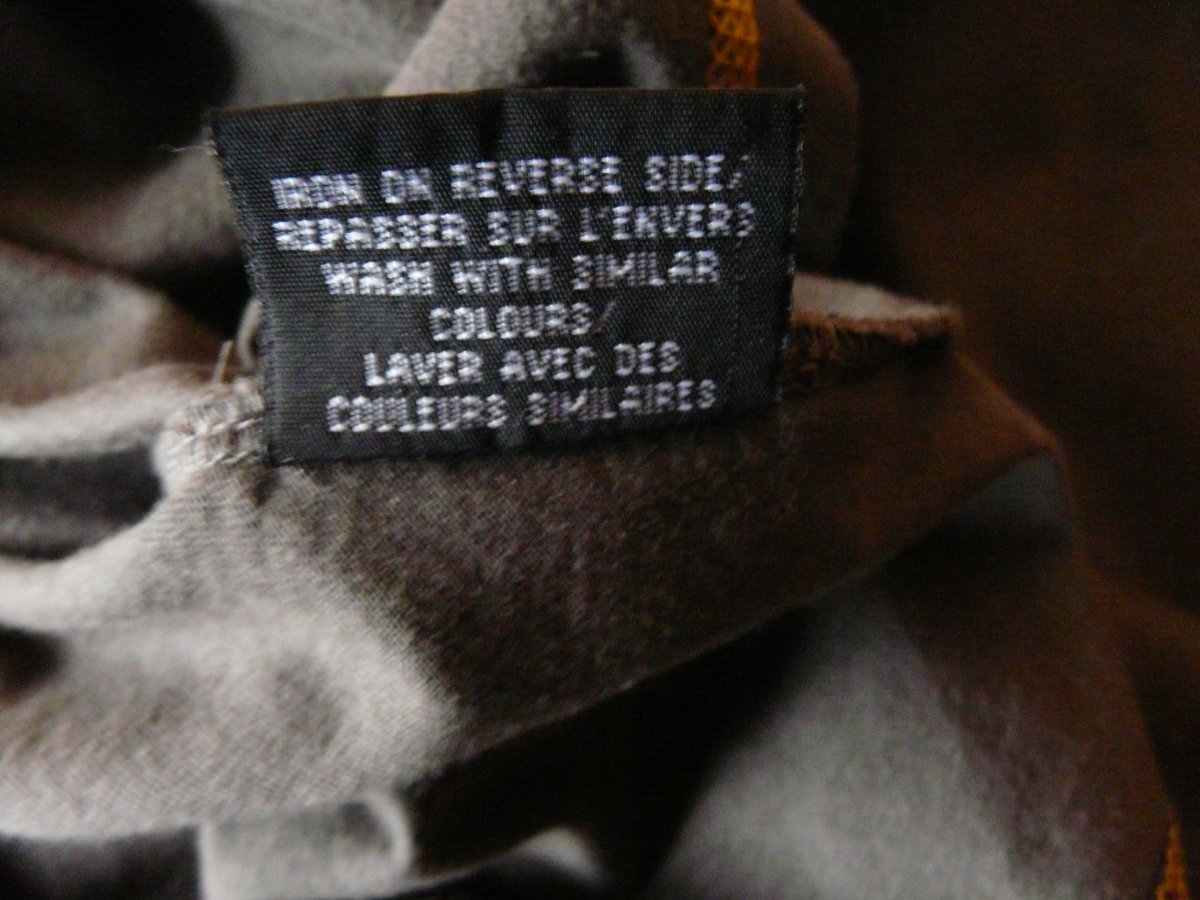 IRON ON REVERSE SIDE/
REPASSER SUR L'ENVERS
WASH WITH SIMILAR
COLOURS/
LAVER AVEC DES
COULEURS SIMILAIRES